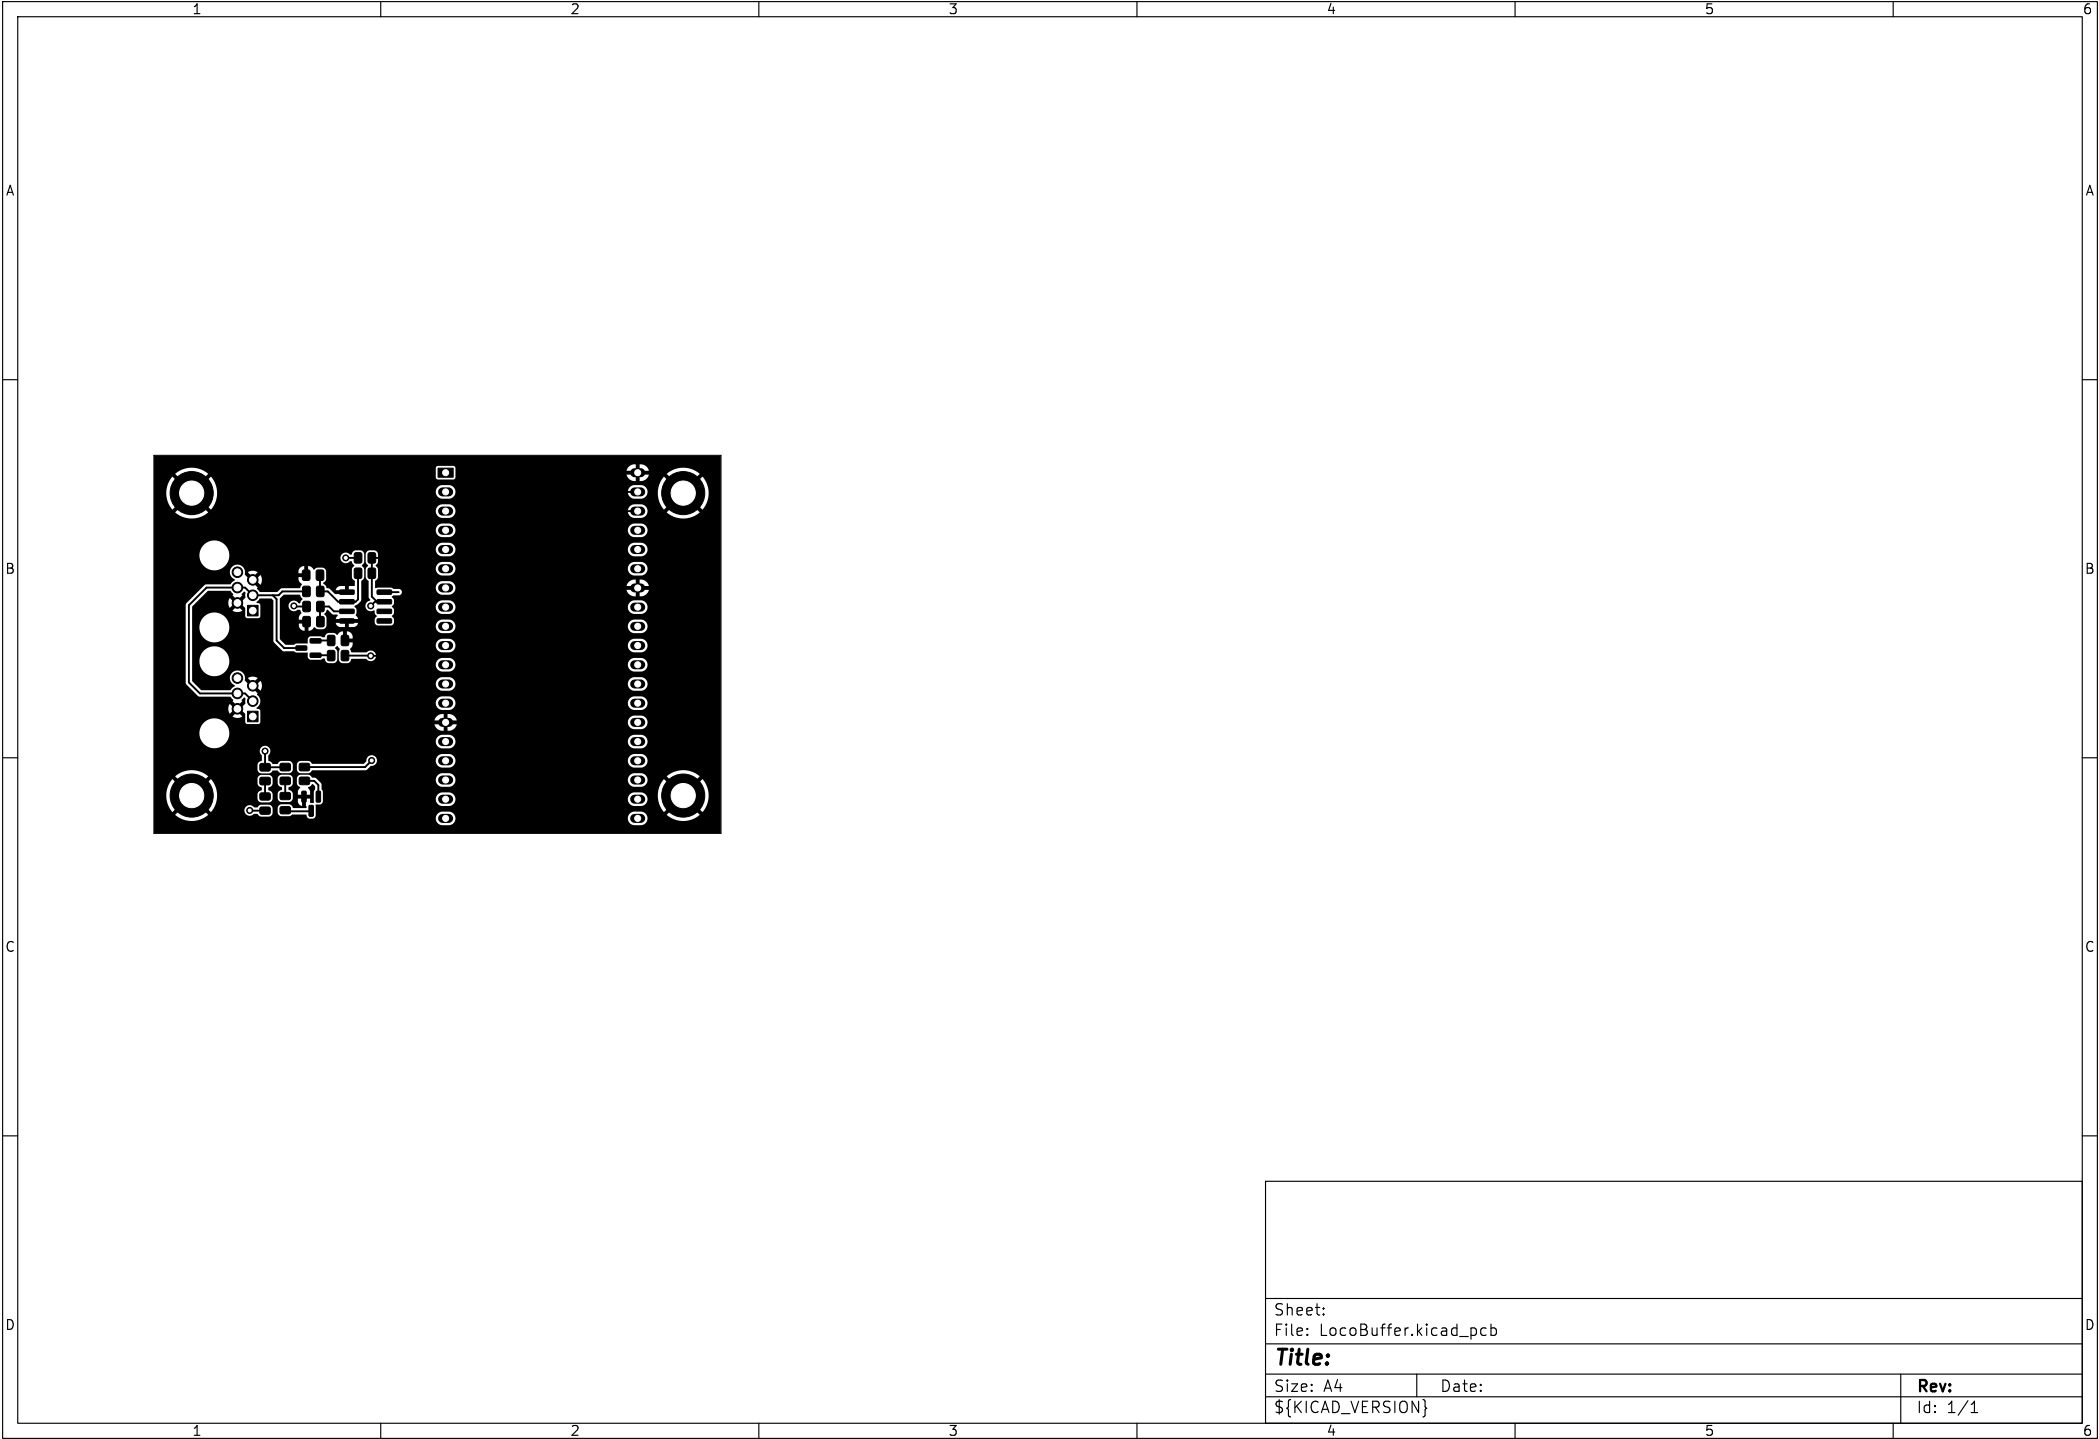 1 2 3 4 5 6
A A
B B
C C
Sheet:
File: LocoBuffer.kicad_pcb
D D
Title:
Size: A4 Date: Rev:
${KICAD_VERSION} Id: 1/1
1 2 3 4 5 6